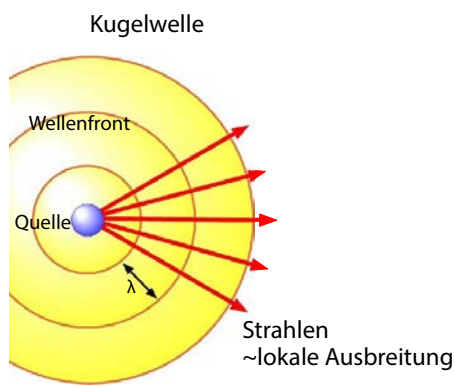 Kugelwelle
Wellenfront
Quelle
λ
Strahlen
~lokale Ausbreitung